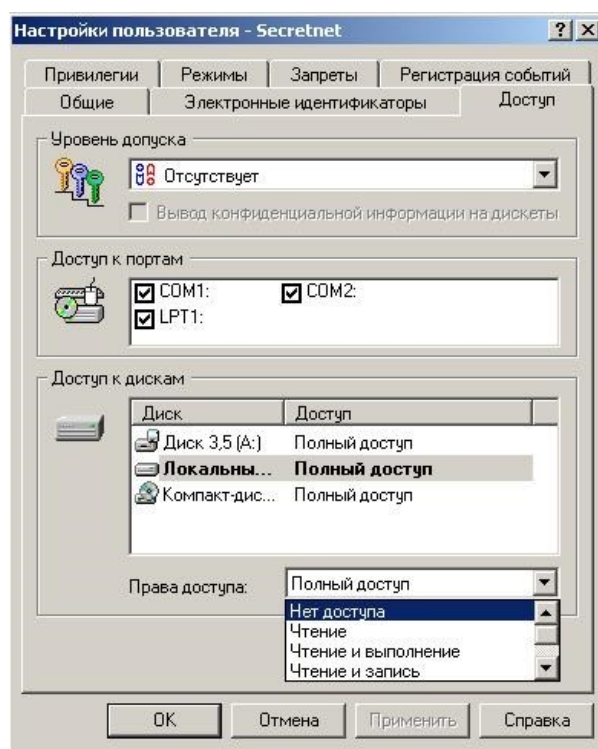 Настройки пользователя - Secretnet
Привилегии Режимы Запреты Регистрация событий
Общие Электронные идентификаторы Доступ
Уровень допуска
Отсутствует
Вывод конфиденциальной информации на дискеты
Доступ к портам
COM1: COM2:
LPT1:
Доступ к дискам
Диск Доступ
Диск 3,5 (A:) Полный доступ
Локальны... Полный доступ
Компакт-дис... Полный доступ
Права доступа: Полный доступ
Нет доступа
Чтение
Чтение и выполнение
Чтение и запись
OK Отмена Применить Справка